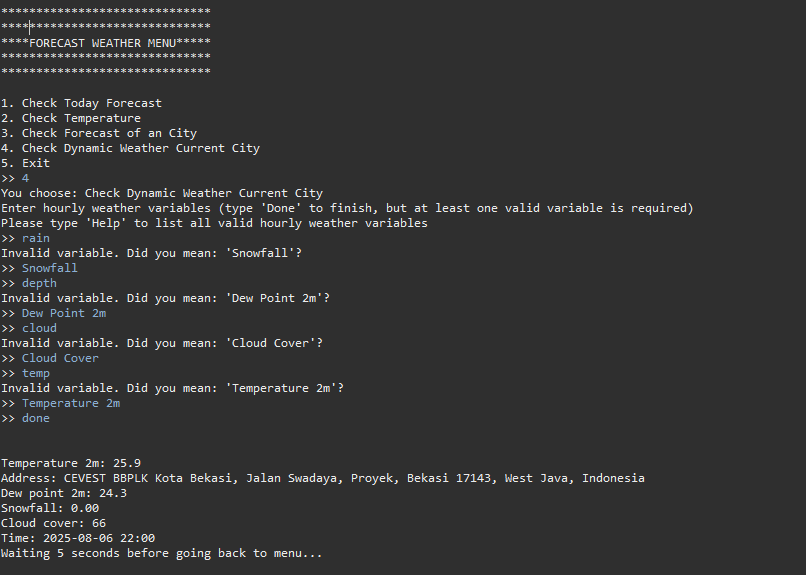 ******************************
******************************
****FORECAST WEATHER MENU*****
******************************
******************************
1. Check Today Forecast
2. Check Temperature
3. Check Forecast of an City
4. Check Dynamic Weather Current City
5. Exit
>> 4
You choose: Check Dynamic Weather Current City
Enter hourly weather variables (type 'Done' to finish, but at least one valid variable is required)
Please type 'Help' to list all valid hourly weather variables
>> rain
Invalid variable. Did you mean: 'Snowfall'?
>> Snowfall
>> depth
Invalid variable. Did you mean: 'Dew Point 2m'?
>> Dew Point 2m
>> cloud
Invalid variable. Did you mean: 'Cloud Cover'?
>> Cloud Cover
>> temp
Invalid variable. Did you mean: 'Temperature 2m'?
>> Temperature 2m
>> done
Temperature 2m: 25.9
Address: CEVEST BBPLK Kota Bekasi, Jalan Swadaya, Proyek, Bekasi 17143, West Java, Indonesia
Dew point 2m: 24.3
Snowfall: 0.00
Cloud cover: 66
Time: 2025-08-06 22:00
Waiting 5 seconds before going back to menu...